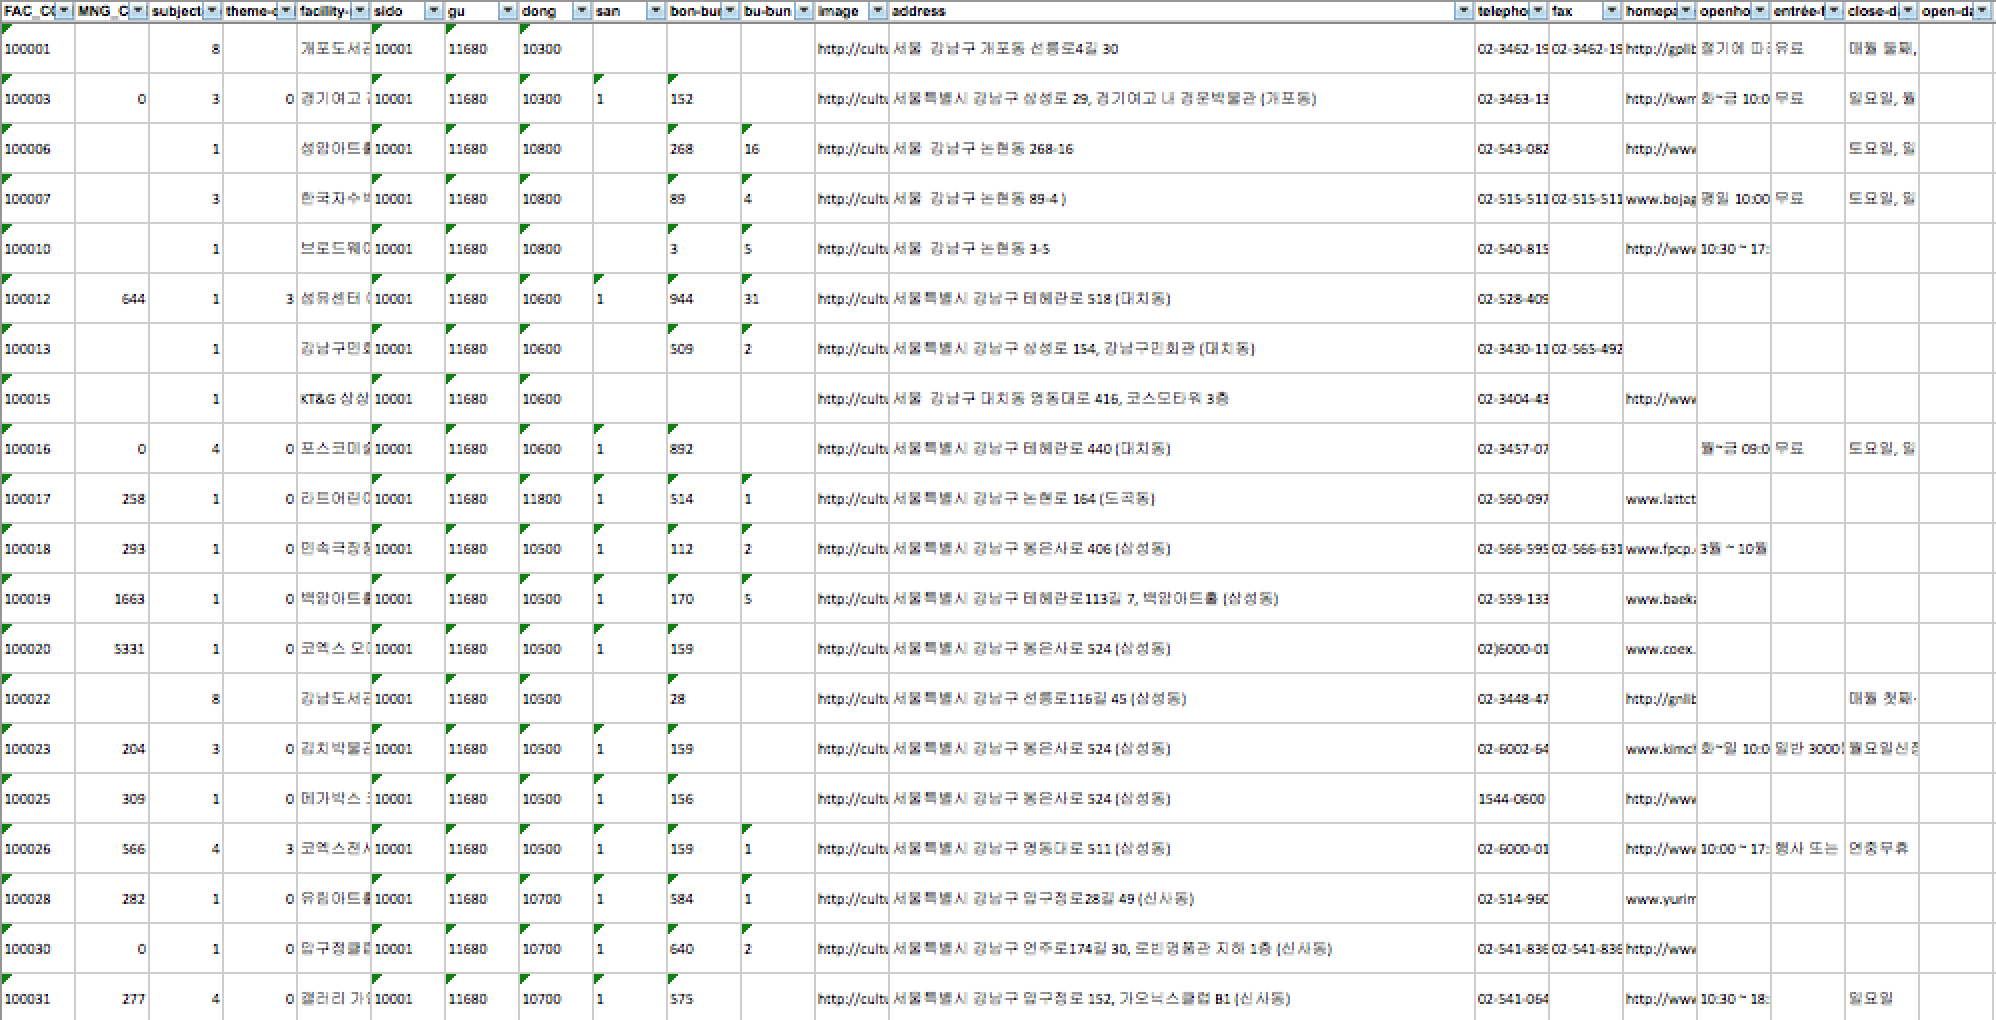 FAC_CO MNG_C subject- theme-c facility- sido gu dong san bon-bun bu-bun image address telepho fax homepa openho entrée-f close-da open-da
100001 8 개포도서관 10001 11680 10300 http://cultu 서울 강남구 개포동 선릉로4길 30 02-3462-19 02-3462-19 http://gplib 절기에 따라 유료 매월 둘째,
100003 0 3 0 경기여고 경 10001 11680 10300 1 152 http://cultu 서울특별시 강남구 삼성로 29, 경기여고 내 경운박물관 (개포동) 02-3463-13 http://kwm 화~금 10:0 무료 일요일, 월
100006 1 성암아트홀 10001 11680 10800 268 16 http://cultu 서울 강남구 논현동 268-16 02-543-082 http://www 토요일, 일
100007 3 한국자수박 10001 11680 10800 89 4 http://cultu 서울 강남구 논현동 89-4 ) 02-515-511 02-515-511 www.bojag 평일 10:00 무료 토요일, 일
100010 1 브로드웨이 10001 11680 10800 3 5 http://cultu 서울 강남구 논현동 3-5 02-540-815 http://www 10:30 ~ 17:
100012 644 1 3 섬유센터 이 10001 11680 10600 1 944 31 http://cultu 서울특별시 강남구 테헤란로 518 (대치동) 02-528-409
100013 1 강남구민회 10001 11680 10600 509 2 http://cultu 서울특별시 강남구 삼성로 154, 강남구민회관 (대치동) 02-3430-11 02-565-492
100015 1 KT&G 상상 10001 11680 10600 http://cultu 서울 강남구 대치동 영동대로 416, 코스모타워 3층 02-3404-43 http://www
100016 0 4 0 포스코미술 10001 11680 10600 1 892 http://cultu 서울특별시 강남구 테헤란로 440 (대치동) 02-3457-07 월~금 09:0 무료 토요일, 일
100017 258 1 0 라트어린이 10001 11680 11800 1 514 1 http://cultu 서울특별시 강남구 논현로 164 (도곡동) 02-560-097 www.lattct
100018 293 1 0 민속극장풍 10001 11680 10500 1 112 2 http://cultu 서울특별시 강남구 봉은사로 406 (삼성동) 02-566-595 02-566-631 www.fpcp. 3월 ~ 10월
100019 1663 1 0 백암아트홀 10001 11680 10500 1 170 5 http://cultu 서울특별시 강남구 테헤란로113길 7, 백암아트홀 (삼성동) 02-559-133 www.baeka
100020 5331 1 0 코엑스 오디 10001 11680 10500 1 159 http://cultu 서울특별시 강남구 봉은사로 524 (삼성동) 02)6000-01 www.coex.
100022 8 강남도서관 10001 11680 10500 28 http://cultu 서울특별시 강남구 선릉로116길 45 (삼성동) 02-3448-47 http://gnlib 매월 첫째·
100023 204 3 0 김치박물관 10001 11680 10500 1 159 http://cultu 서울특별시 강남구 봉은사로 524 (삼성동) 02-6002-64 www.kimch 화~일 10:0 일반 3000원 월요일신정
100025 309 1 0 메가박스 코 10001 11680 10500 1 156 http://cultu 서울특별시 강남구 봉은사로 524 (삼성동) 1544-0600 http://www
100026 566 4 3 코엑스전시 10001 11680 10500 1 159 1 http://cultu 서울특별시 강남구 영동대로 511 (삼성동) 02-6000-01 http://www 10:00 ~ 17: 행사 또는 연중무휴
100028 282 1 0 유림아트홀 10001 11680 10700 1 584 1 http://cultu 서울특별시 강남구 압구정로28길 49 (신사동) 02-514-960 www.yurim
100030 0 1 0 압구정클럽 10001 11680 10700 1 640 2 http://cultu 서울특별시 강남구 언주로174길 30, 로빈명품관 지하 1층 (신사동) 02-541-836 02-541-836 http://www
100031 277 4 0 갤러리 가인 10001 11680 10700 1 575 http://cultu 서울특별시 강남구 압구정로 152, 가오닉스클럽 B1 (신사동) 02-541-064 http://www 10:30 ~ 18: 일요일